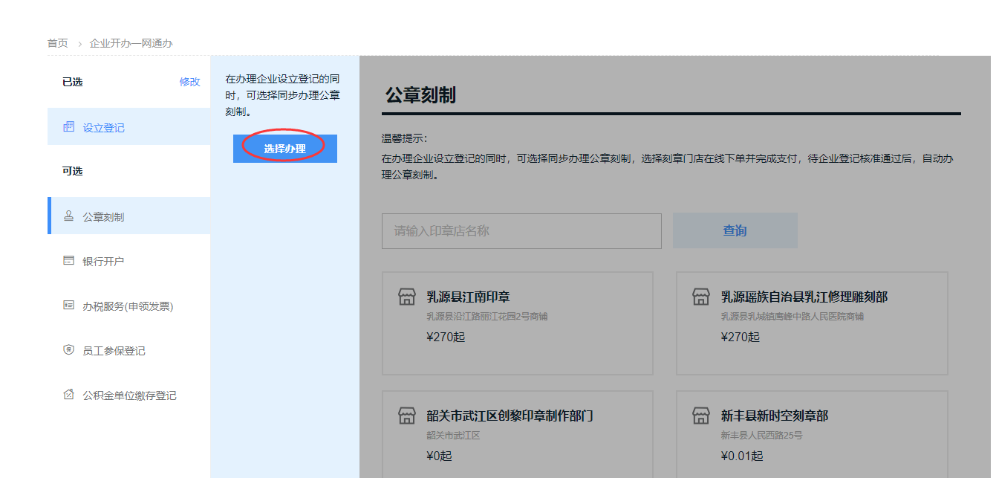 首页 > 企业开办一网通办
已选 修改
设立登记
可选
公章刻制
银行开户
办税服务(申领发票)
员工参保登记
公积金单位缴存登记
在办理企业设立登记的同
时，可选择同步办理公章
刻制。
选择办理
公章刻制
温馨提示：
在办理企业设立登记的同时，可选择同步办理公章刻制，选择刻章门店在线下单并完成支付，待企业登记核准通过后，自动办
理公章刻制。
请输入印章店名称 查询
乳源县江南印章
乳源县沿江路丽江花园2号商铺
¥270起
乳源瑶族自治县乳江修理雕刻部
乳源县乳城镇鹰峰中路人民医院商铺
¥270起
韶关市武江区创黎印章制作部门
韶关市武江区
¥0起
新丰县新时空刻章部
新丰县人民西路25号
¥0.01起